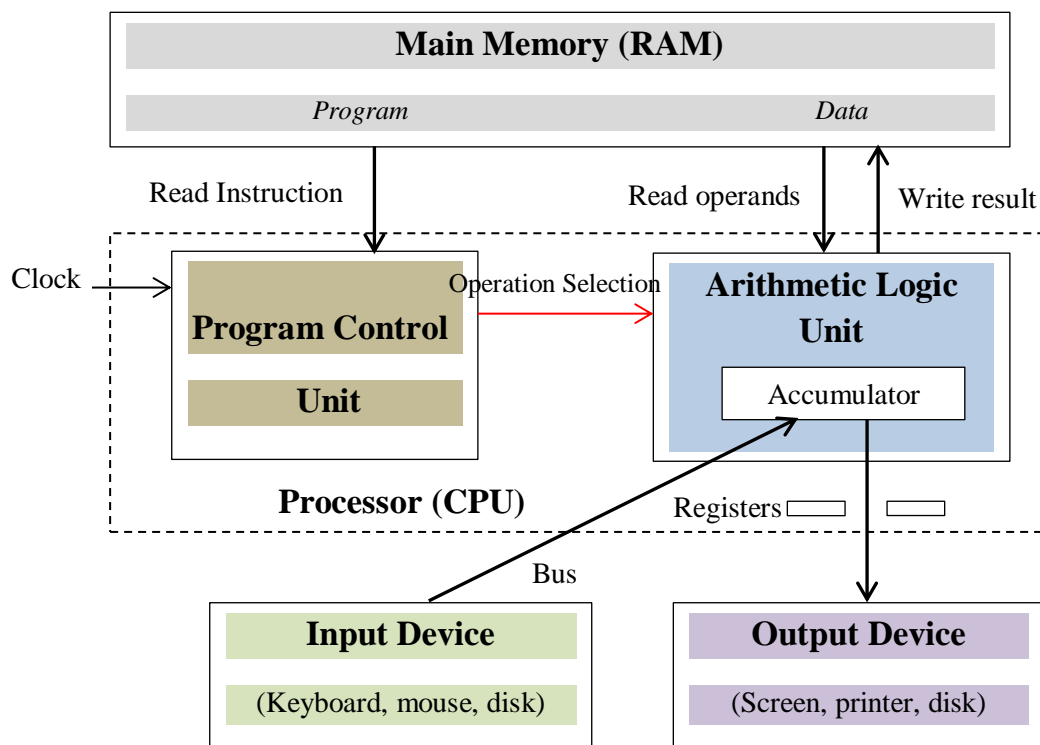 Main Memory (RAM)
Program
Data
Read Instruction
Read operands
Write result
Clock
Operation Selection
Program Control
Unit
Arithmetic Logic
Unit
Accumulator
Processor (CPU)
Registers
Bus
Input Device
(Keyboard, mouse, disk)
Output Device
(Screen, printer, disk)